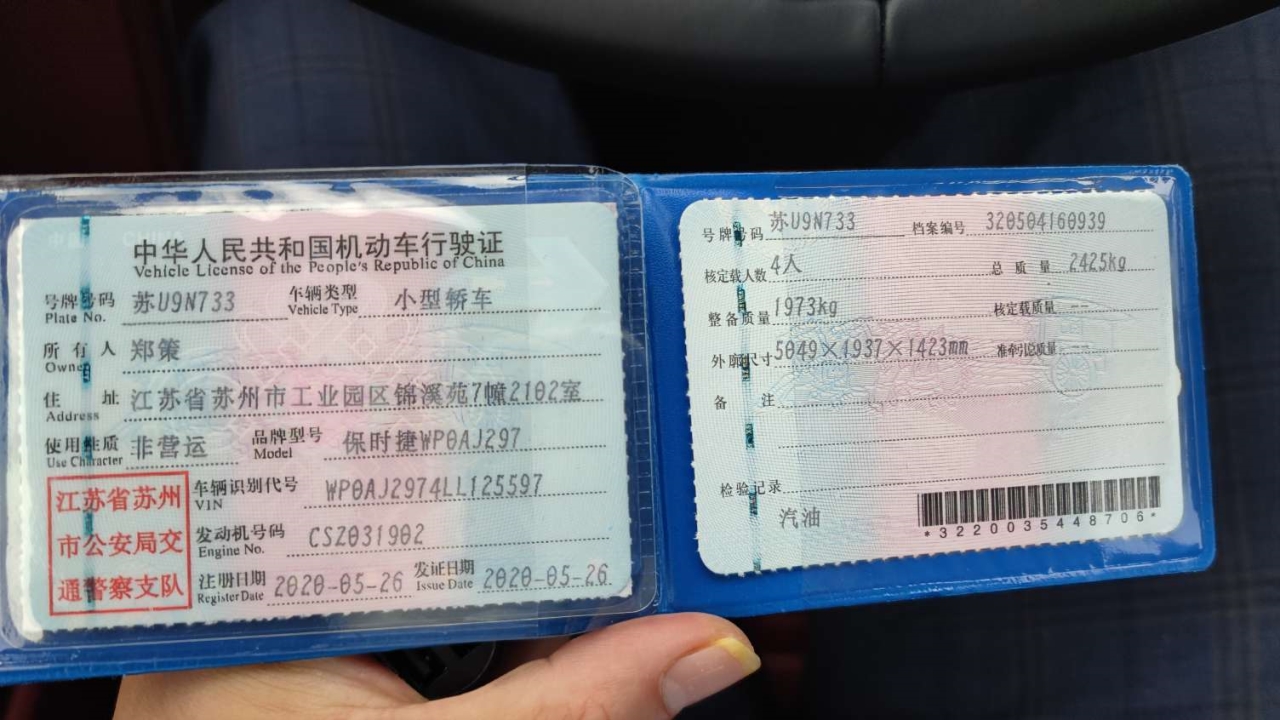 中华人民共和国机动车行驶证
Vehicle License of the People's Republic of China
号牌号码 苏U9N733 车辆类型 小型轿车
Plate No. Vehicle Type
所有人 郑策
Owner
住址 江苏省苏州市工业园区锦溪苑7幢2102室
Address
使用性质 非营运 品牌型号 保时捷WP0AJ297
Use Character Model
江苏省苏州
市公安局交
通警察支队
车辆识别代号 WP0AJ2974LL125597
VIN
发动机号码 CSZ031902
Engine No.
注册日期 2020-05-26 发证日期 2020-05-26
Register Date Issue Date
号牌号码 苏U9N733 档案编号 320504160939
核定载人数 4人 总质量 2425kg
整备质量 1973kg 核定载质量 --
外廓尺寸 5049×1937×1423mm 准牵引总质量 --
备注
检验记录
汽油
*3220035448706*